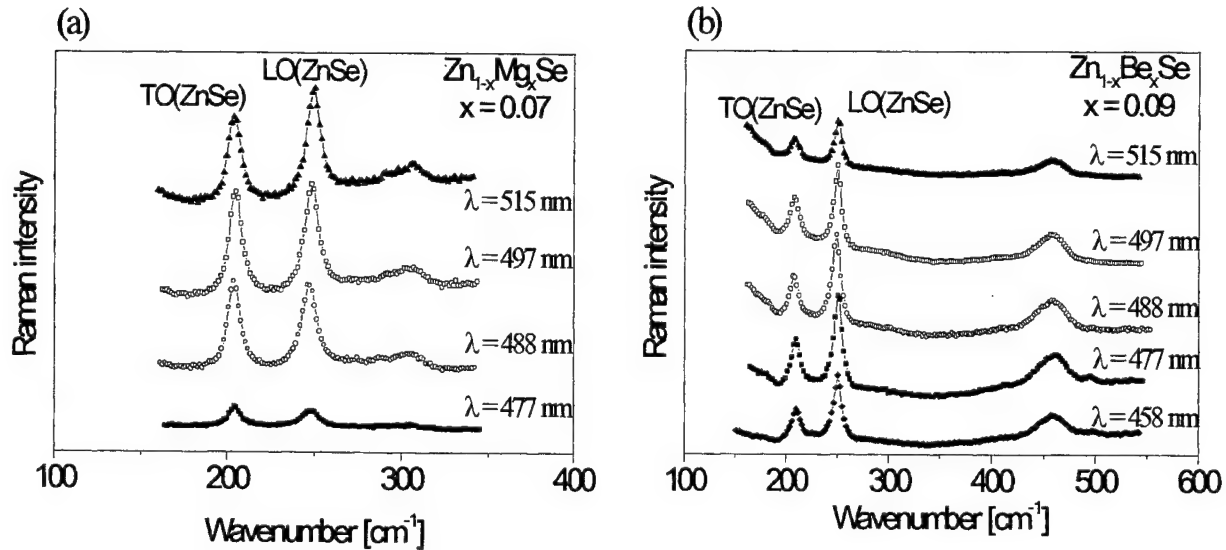 (a)
Raman intensity
TO(ZnSe)
LO(ZnSe)
Zn₁₋ₓMgₓSe
x = 0.07
λ = 515 nm
λ = 497 nm
λ = 488 nm
λ = 477 nm
100 200 300 400
Wavenumber [cm⁻¹]
(b)
Raman intensity
TO(ZnSe)
LO(ZnSe)
Zn₁₋ₓBeₓSe
x = 0.09
λ = 515 nm
λ = 497 nm
λ = 488 nm
λ = 477 nm
λ = 458 nm
100 200 300 400 500 600
Wavenumber [cm⁻¹]